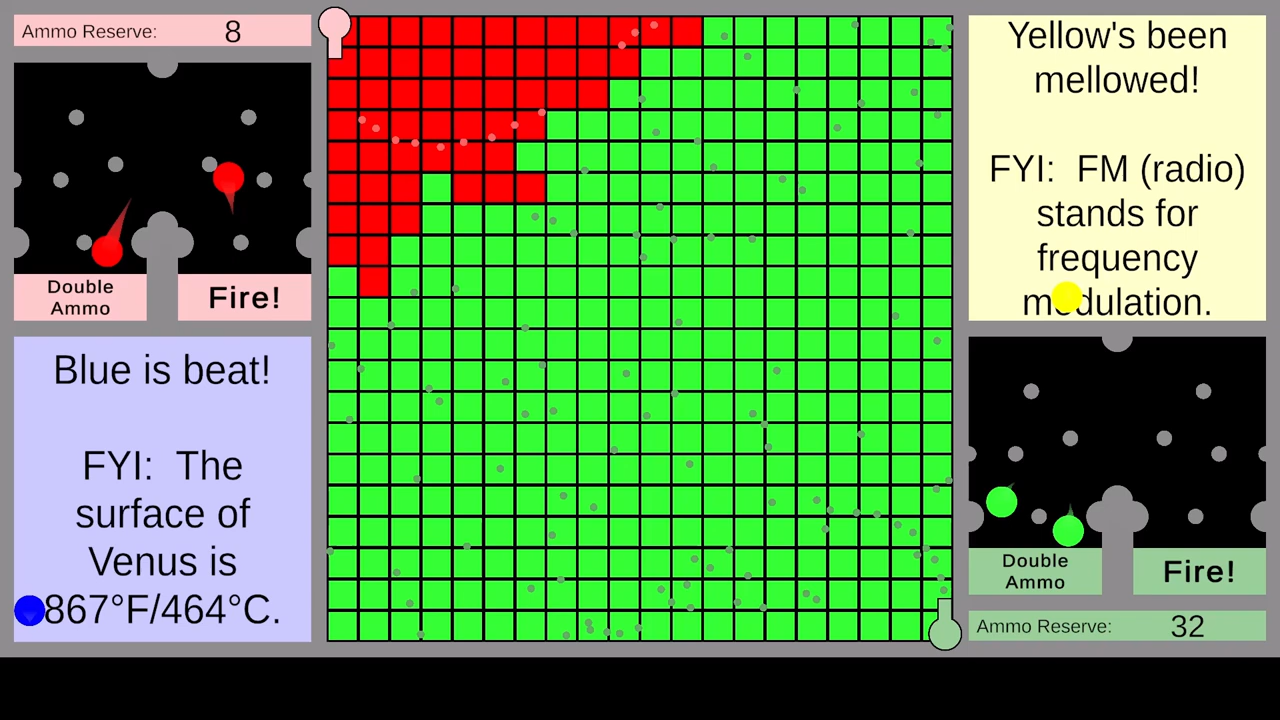 Ammo Reserve: 8
Double
Ammo
Fire!
Blue is beat!
FYI: The
surface of
Venus is
867°F/464°C.
Yellow's been
mellowed!
FYI: FM (radio)
stands for
frequency
modulation.
Double
Ammo
Fire!
Ammo Reserve: 32